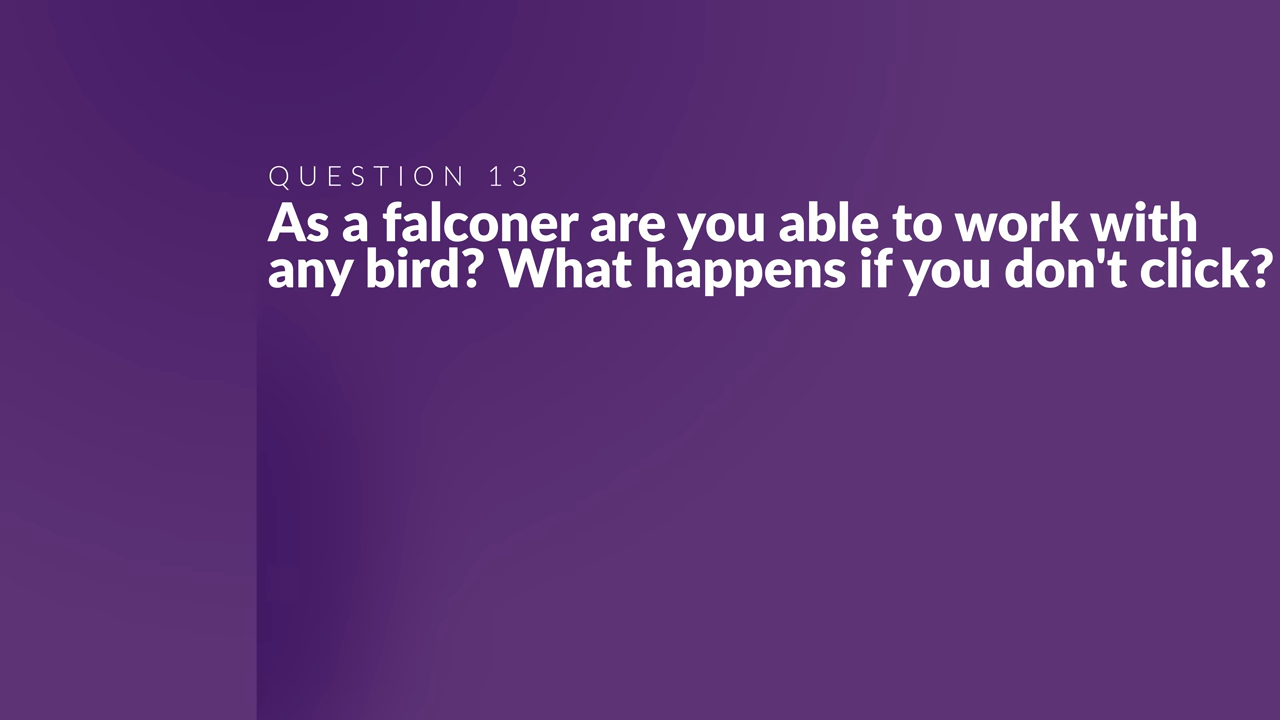 QUESTION 13
As a falconer are you able to work with
any bird? What happens if you don't click?